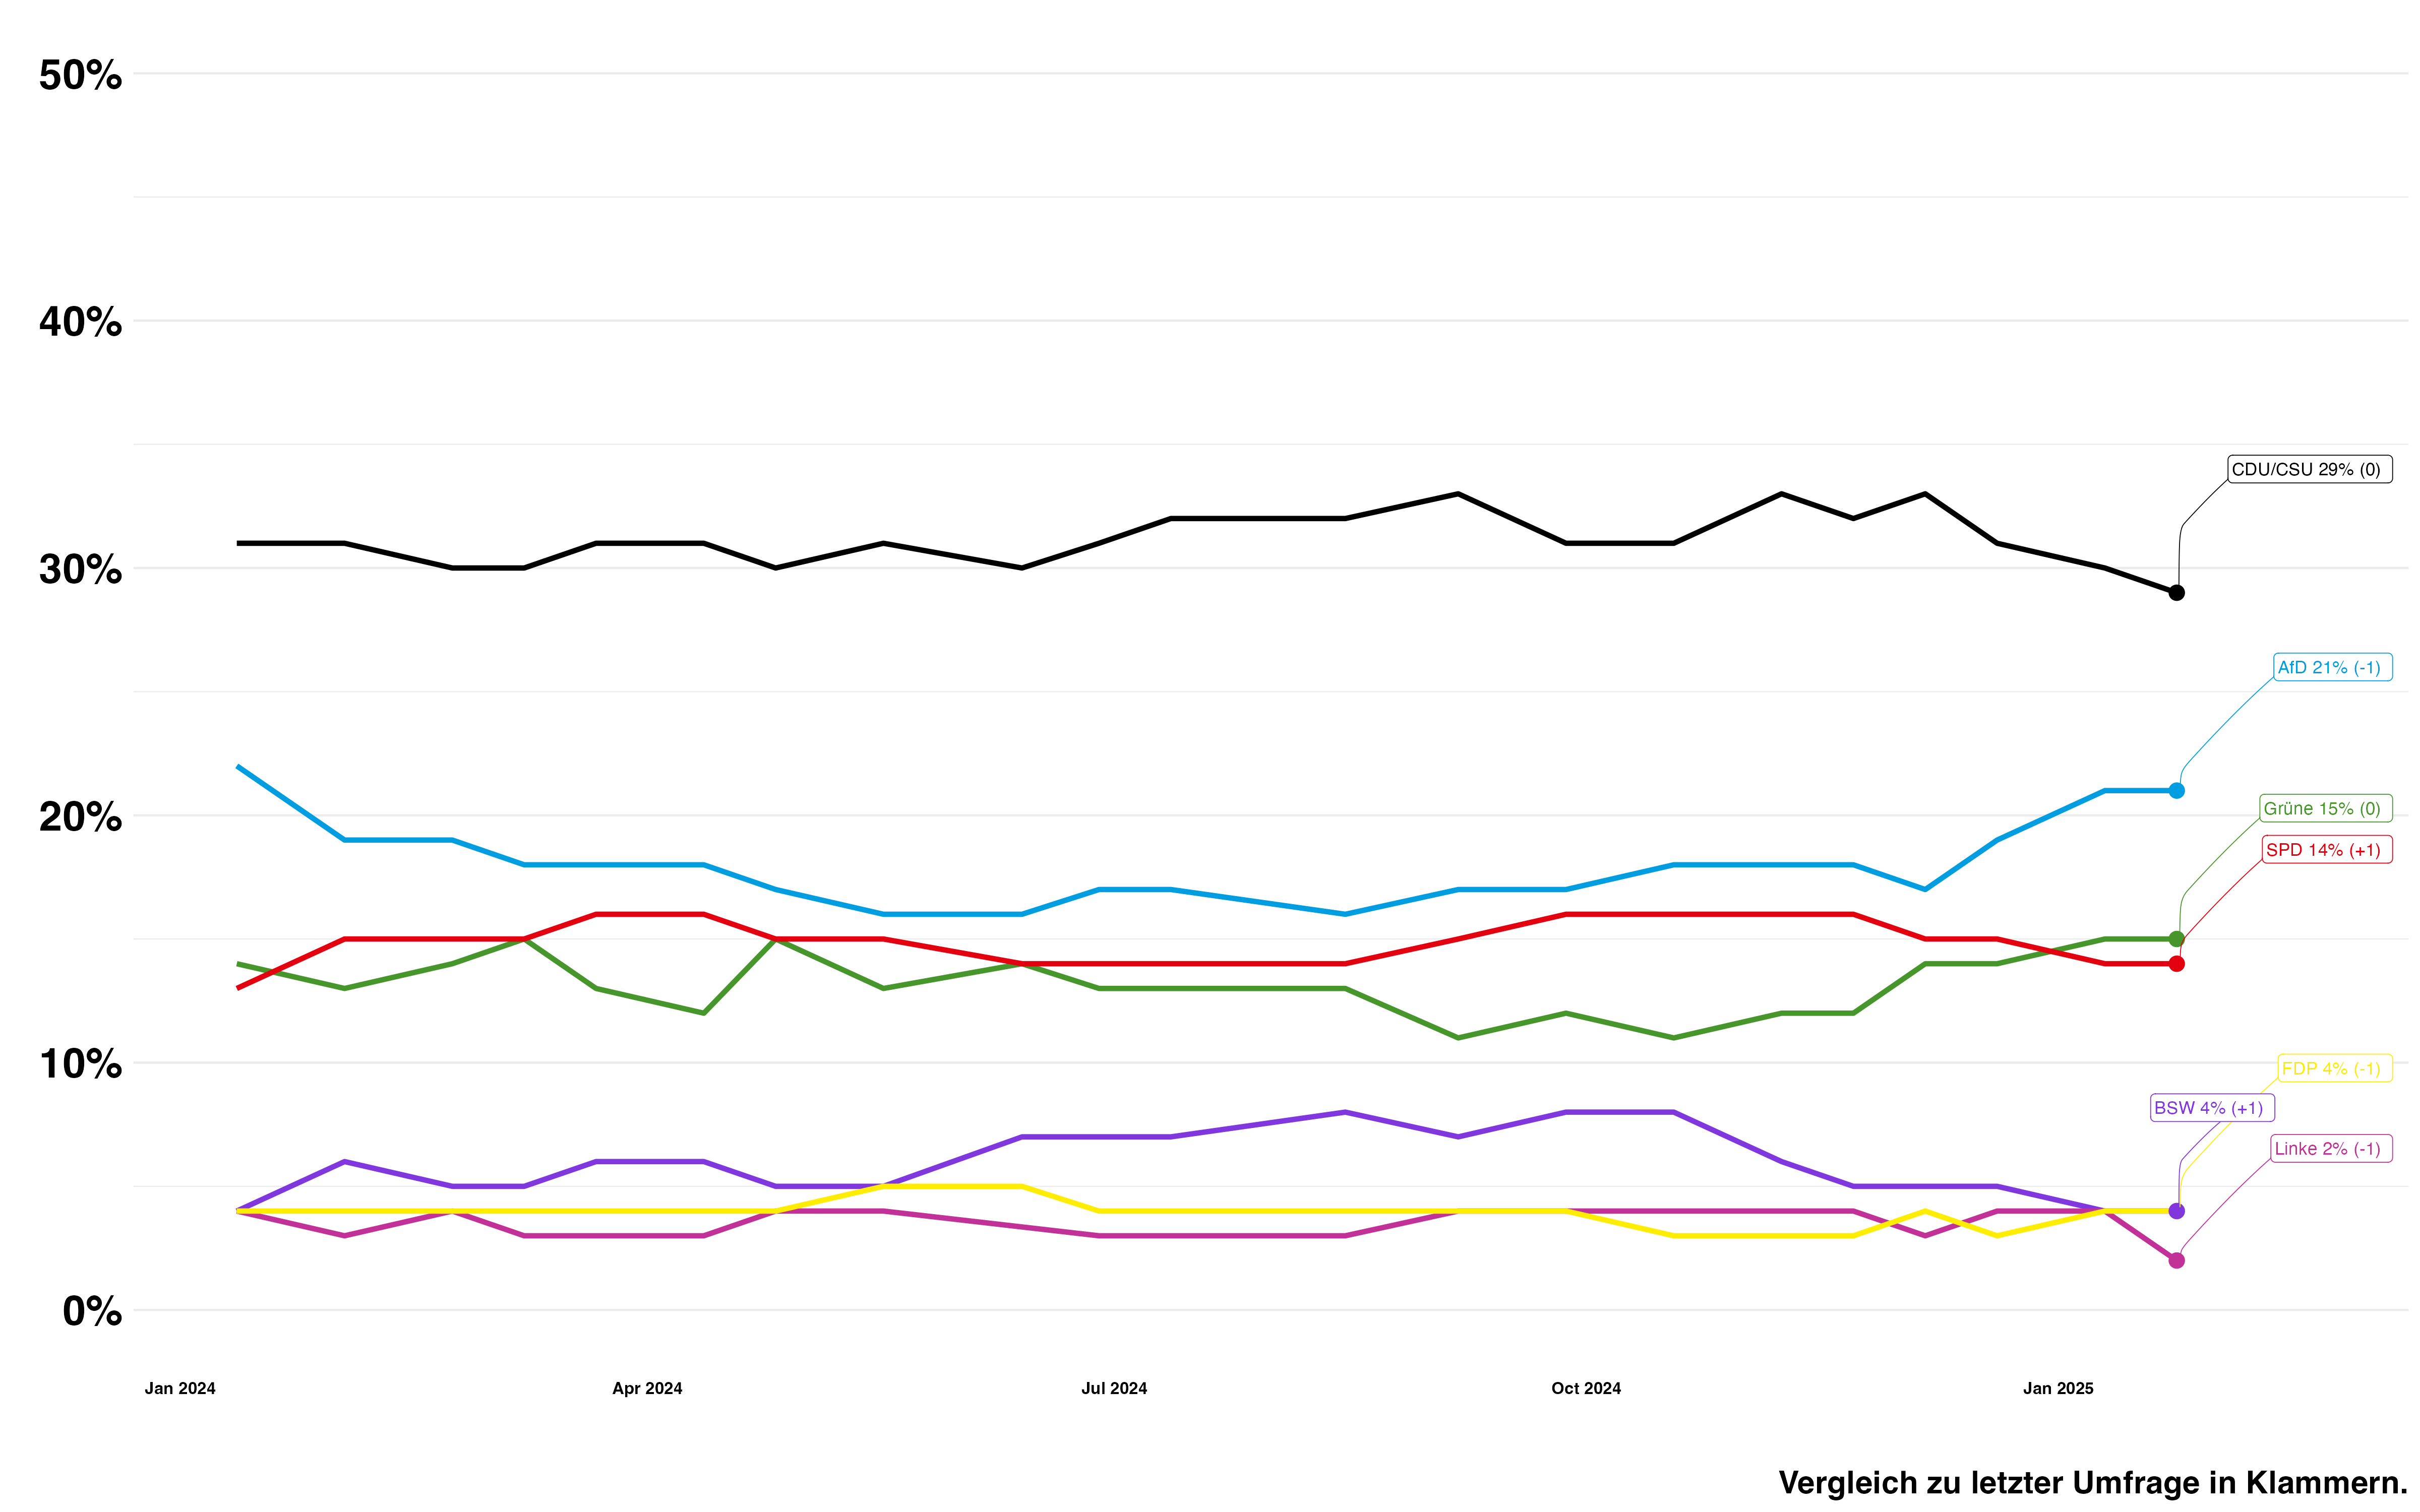 50%
40%
30%
20%
10%
0%
CDU/CSU 29% (0)
AfD 21% (-1)
Grüne 15% (0)
SPD 14% (+1)
FDP 4% (-1)
BSW 4% (+1)
Linke 2% (-1)
Jan 2024
Apr 2024
Jul 2024
Oct 2024
Jan 2025
Vergleich zu letzter Umfrage in Klammern.